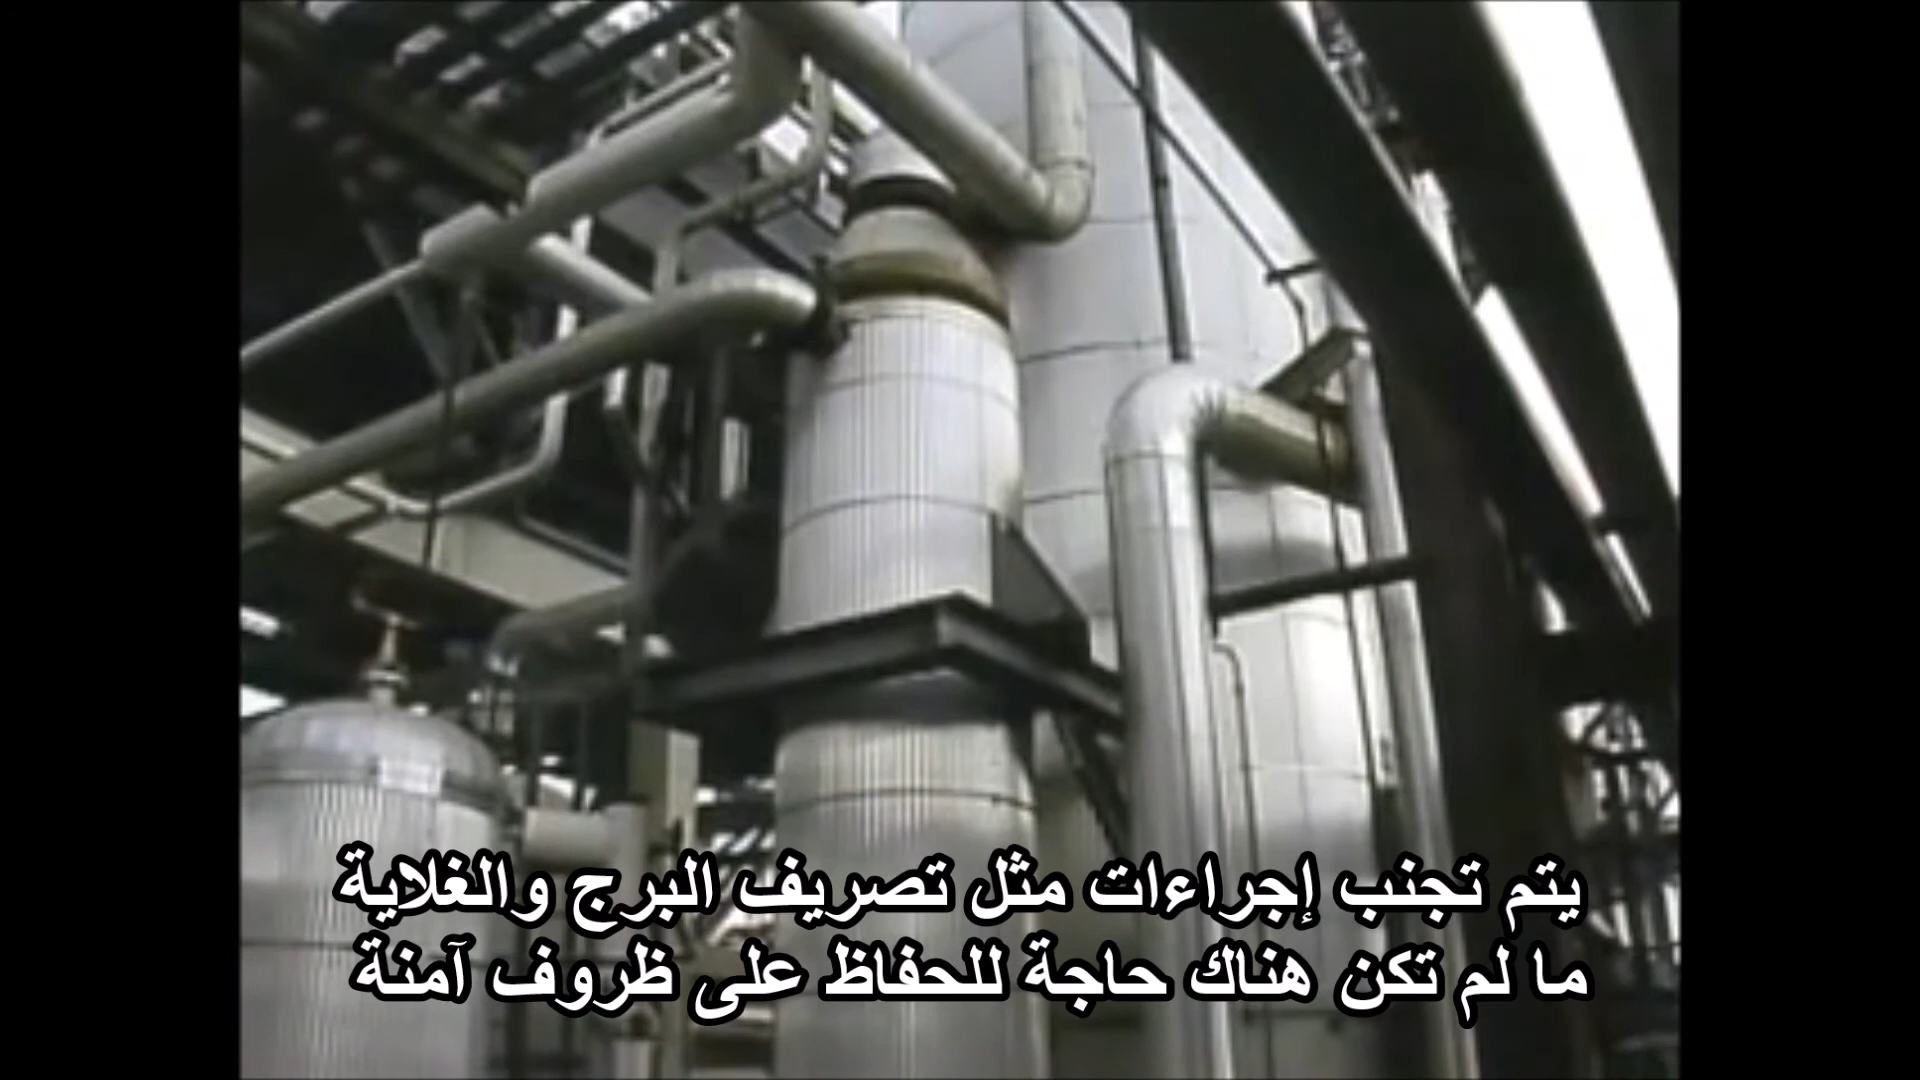 يتم تجنب إجراءات مثل تصريف البرج والغلاية
ما لم تكن هناك حاجة للحفاظ على ظروف آمنة